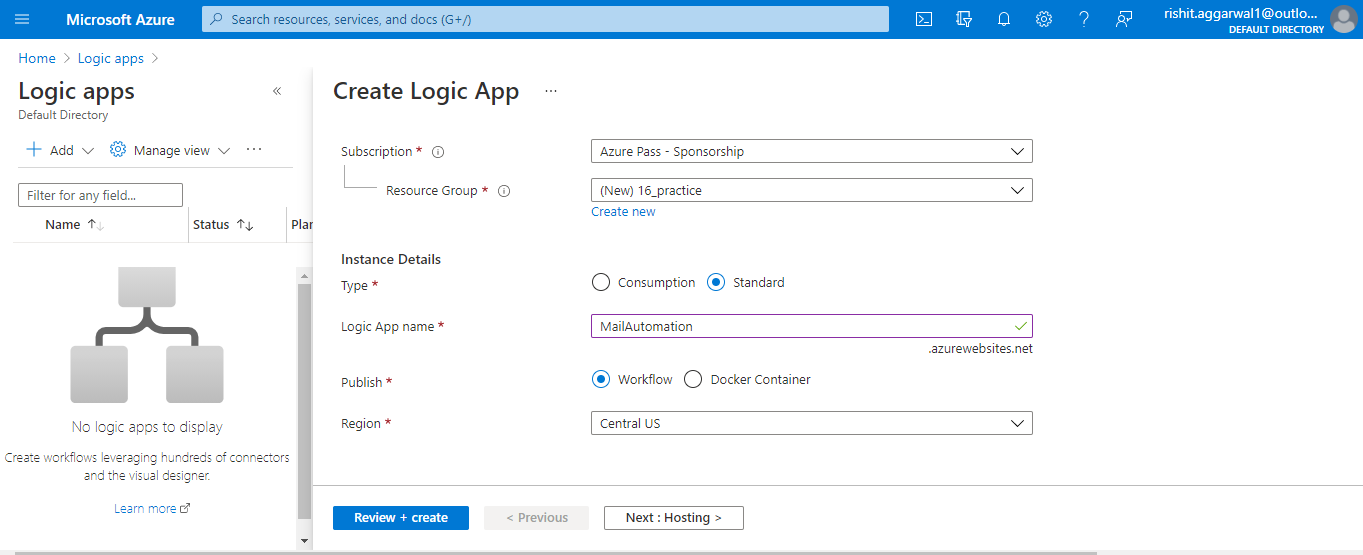 Microsoft Azure
Search resources, services, and docs (G+/)
rishit.aggarwal1@outlo...
DEFAULT DIRECTORY
Home > Logic apps >
Logic apps
Default Directory
Add
Manage view
Filter for any field...
Name
Status
Plan
No logic apps to display
Create workflows leveraging hundreds of connectors
and the visual designer.
Learn more
Create Logic App
Subscription *
Azure Pass - Sponsorship
Resource Group *
(New) 16_practice
Create new
Instance Details
Type *
Consumption
Standard
Logic App name *
MailAutomation
.azurewebsites.net
Publish *
Workflow
Docker Container
Region *
Central US
Review + create
< Previous
Next : Hosting >